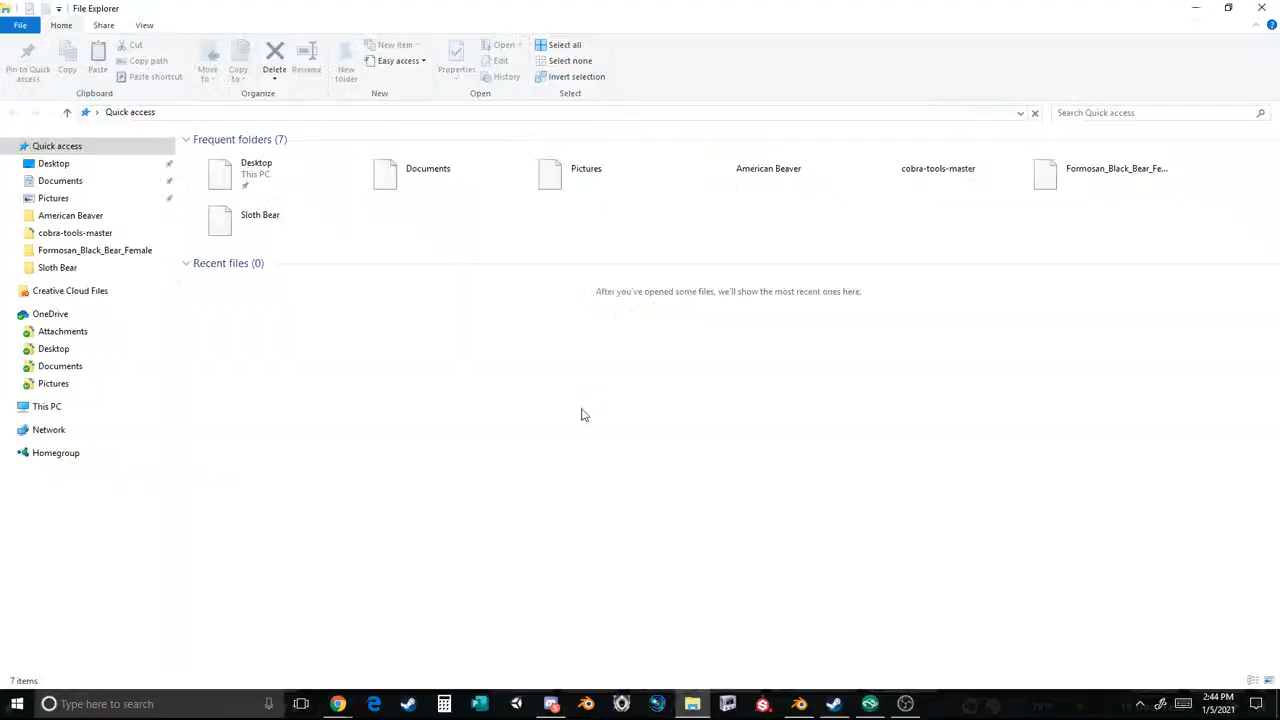 File Explorer
File
Home
Share
View
Pin to Quick access
Copy
Paste
Cut
Copy path
Paste shortcut
Clipboard
Move to
Copy to
Delete
Rename
Organize
New folder
New item
Easy access
New
Properties
Open
Edit
History
Open
Select all
Select none
Invert selection
Select
Quick access
Search Quick access
Quick access
Desktop
Documents
Pictures
American Beaver
cobra-tools-master
Formosan_Black_Bear_Female
Sloth Bear
Creative Cloud Files
OneDrive
Attachments
Desktop
Documents
Pictures
This PC
Network
Homegroup
Frequent folders (7)
Desktop
This PC
Documents
Pictures
American Beaver
cobra-tools-master
Formosan_Black_Bear_Fe...
Sloth Bear
Recent files (0)
After you've opened some files, we'll show the most recent ones here.
7 items
Type here to search
2:44 PM
1/5/2021